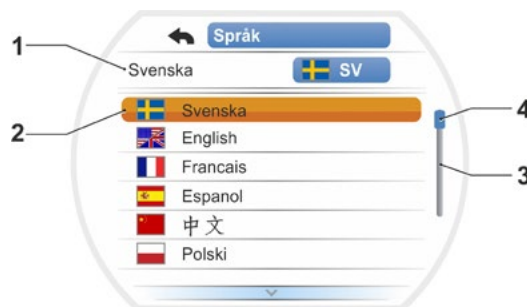 Språk
1
Svenska
SV
2
Svenska
4
English
Francais
3
Espanol
中文
Polski